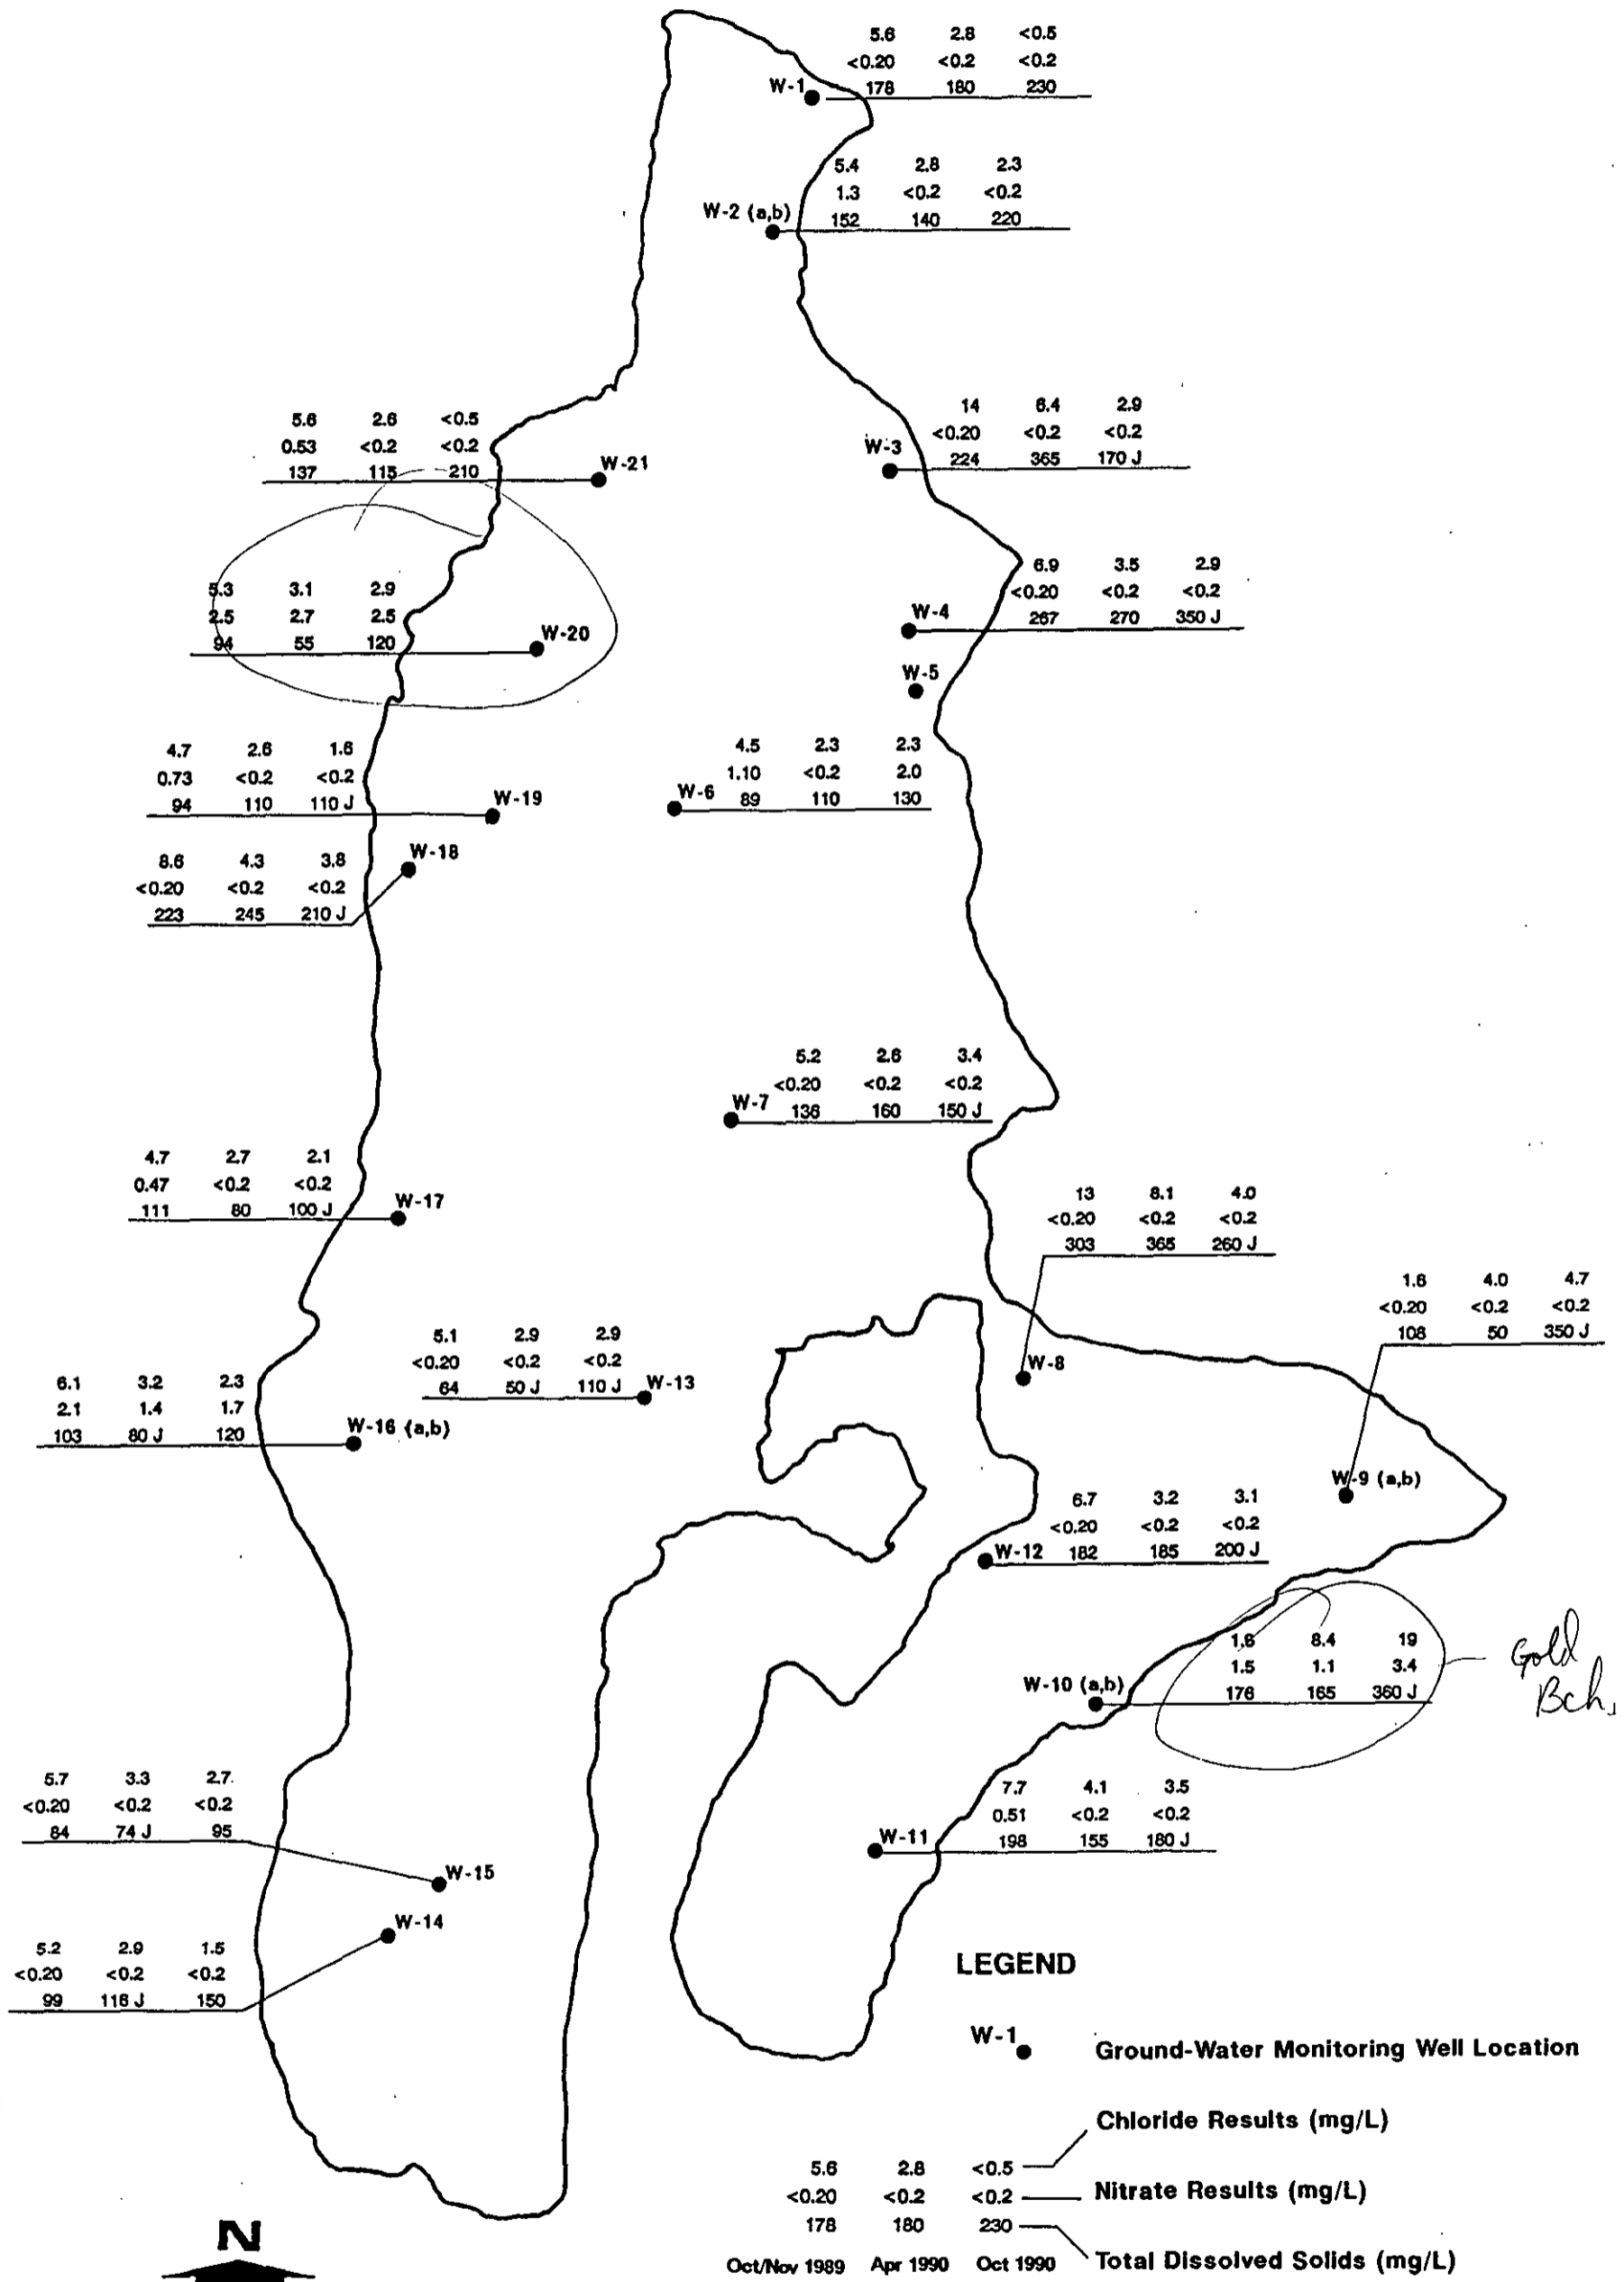 5.6 2.8 <0.5
<0.20 <0.2 <0.2
W-1 178 180 230
5.4 2.8 2.3
1.3 <0.2 <0.2
W-2 (a,b) 152 140 220
14 6.4 2.9
<0.20 <0.2 <0.2
W-3 224 365 170 J
5.6 2.6 <0.5
0.53 <0.2 <0.2
137 115 210 W-21
6.9 3.5 2.9
<0.20 <0.2 <0.2
W-4 267 270 350 J
5.3 3.1 2.9
2.5 2.7 2.5
94 55 120 W-20
W-5
4.7 2.6 1.6
0.73 <0.2 <0.2
94 110 110 J W-19
4.5 2.3 2.3
1.10 <0.2 2.0
W-6 89 110 130
8.6 4.3 3.8
<0.20 <0.2 <0.2
223 245 210 J
W-18
5.2 2.6 3.4
<0.20 <0.2 <0.2
W-7 136 160 150 J
4.7 2.7 2.1
0.47 <0.2 <0.2
111 80 100 J W-17
13 8.1 4.0
<0.20 <0.2 <0.2
303 365 260 J
W-8
1.6 4.0 4.7
<0.20 <0.2 <0.2
108 50 350 J
W-9 (a,b)
5.1 2.9 2.9
<0.20 <0.2 <0.2
64 50 J 110 J W-13
6.1 3.2 2.3
2.1 1.4 1.7
103 80 J 120 W-16 (a,b)
6.7 3.2 3.1
<0.20 <0.2 <0.2
W-12 182 185 200 J
1.6 8.4 19
1.5 1.1 3.4
W-10 (a,b) 176 165 360 J
Gold
Bch.
5.7 3.3 2.7
<0.20 <0.2 <0.2
84 74 J 95
W-15
7.7 4.1 3.5
0.51 <0.2 <0.2
W-11 198 155 180 J
W-14
5.2 2.9 1.5
<0.20 <0.2 <0.2
99 116 J 150
LEGEND
W-1
Ground-Water Monitoring Well Location
Chloride Results (mg/L)
5.6 2.8 <0.5
<0.20 <0.2 <0.2 Nitrate Results (mg/L)
178 180 230
Oct/Nov 1989 Apr 1990 Oct 1990 Total Dissolved Solids (mg/L)
N